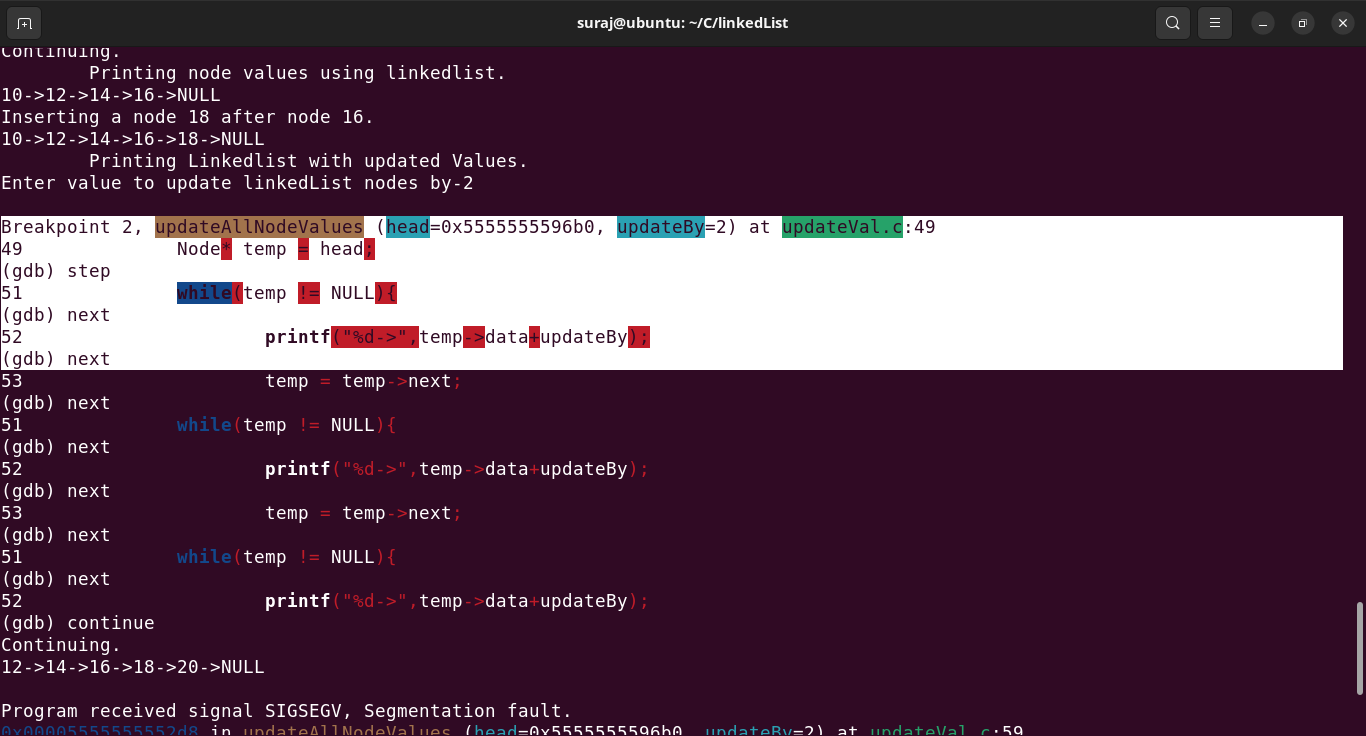 suraj@ubuntu: ~/C/linkedList
Continuing.
Printing node values using linkedlist.
10->12->14->16->NULL
Inserting a node 18 after node 16.
10->12->14->16->18->NULL
Printing Linkedlist with updated Values.
Enter value to update linkedList nodes by-2
Breakpoint 2, updateAllNodeValues (head=0x5555555596b0, updateBy=2) at updateVal.c:49
49 Node* temp = head;
(gdb) step
51 while(temp != NULL){
(gdb) next
52 printf("%d->",temp->data+updateBy);
(gdb) next
53 temp = temp->next;
(gdb) next
51 while(temp != NULL){
(gdb) next
52 printf("%d->",temp->data+updateBy);
(gdb) next
53 temp = temp->next;
(gdb) next
51 while(temp != NULL){
(gdb) next
52 printf("%d->",temp->data+updateBy);
(gdb) continue
Continuing.
12->14->16->18->20->NULL
Program received signal SIGSEGV, Segmentation fault.
0x00005555555552d8 in updateAllNodeValues (head=0x5555555596b0, updateBy=2) at updateVal.c:59